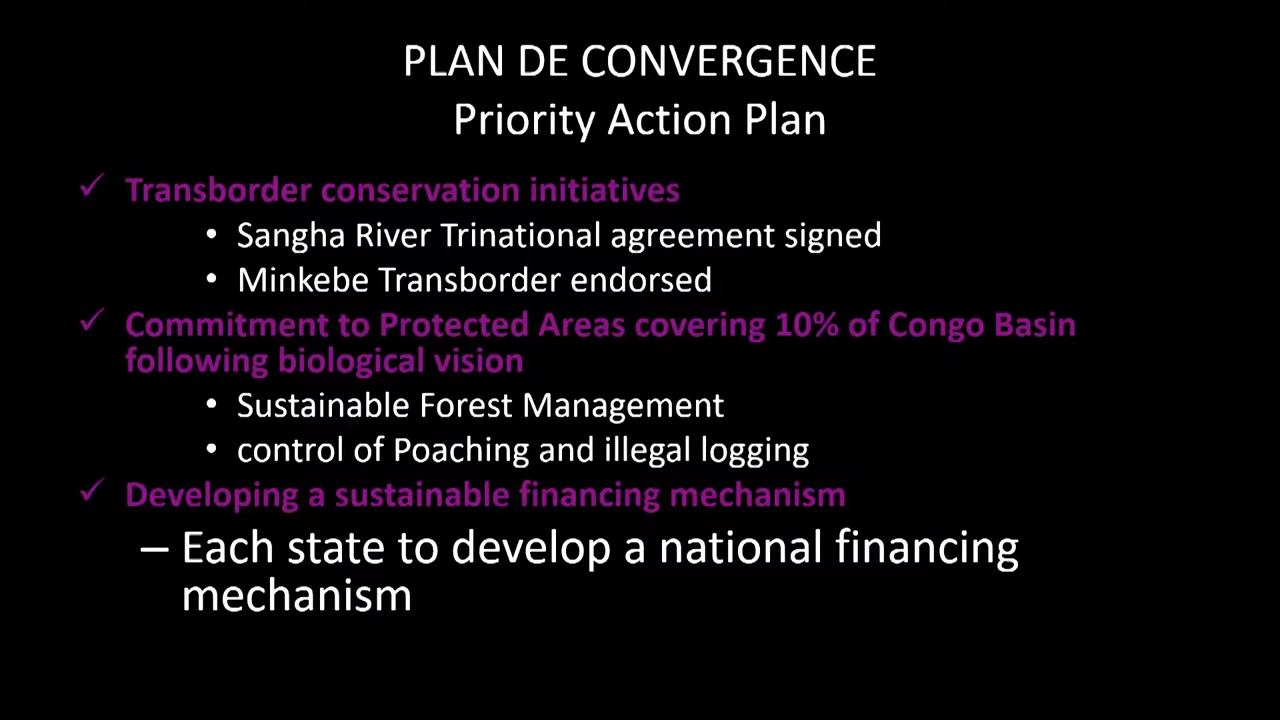 PLAN DE CONVERGENCE
Priority Action Plan
✓ Transborder conservation initiatives
• Sangha River Trinational agreement signed
• Minkebe Transborder endorsed
✓ Commitment to Protected Areas covering 10% of Congo Basin
following biological vision
• Sustainable Forest Management
• control of Poaching and illegal logging
✓ Developing a sustainable financing mechanism
– Each state to develop a national financing
mechanism